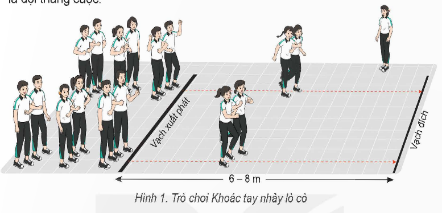 là đội thắng cuộc.
Vạch xuất phát
Vạch đích
6 – 8 m
Hình 1. Trò chơi Khoác tay nhảy lò cò